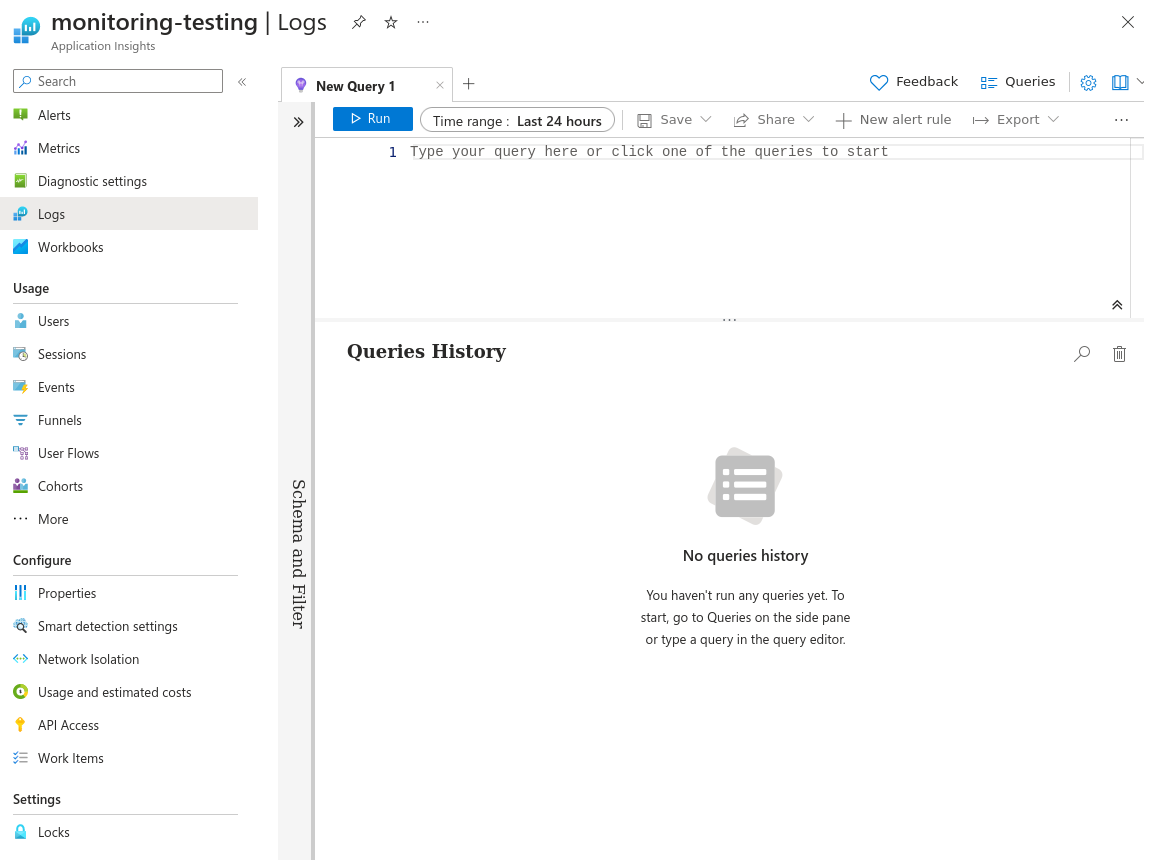 monitoring-testing | Logs
Application Insights
Search
Alerts
Metrics
Diagnostic settings
Logs
Workbooks
Usage
Users
Sessions
Events
Funnels
User Flows
Cohorts
More
Configure
Properties
Smart detection settings
Network Isolation
Usage and estimated costs
API Access
Work Items
Settings
Locks
New Query 1
Feedback
Queries
Run
Time range : Last 24 hours
Save
Share
New alert rule
Export
1 Type your query here or click one of the queries to start
Schema and Filter
Queries History
No queries history
You haven't run any queries yet. To
start, go to Queries on the side pane
or type a query in the query editor.